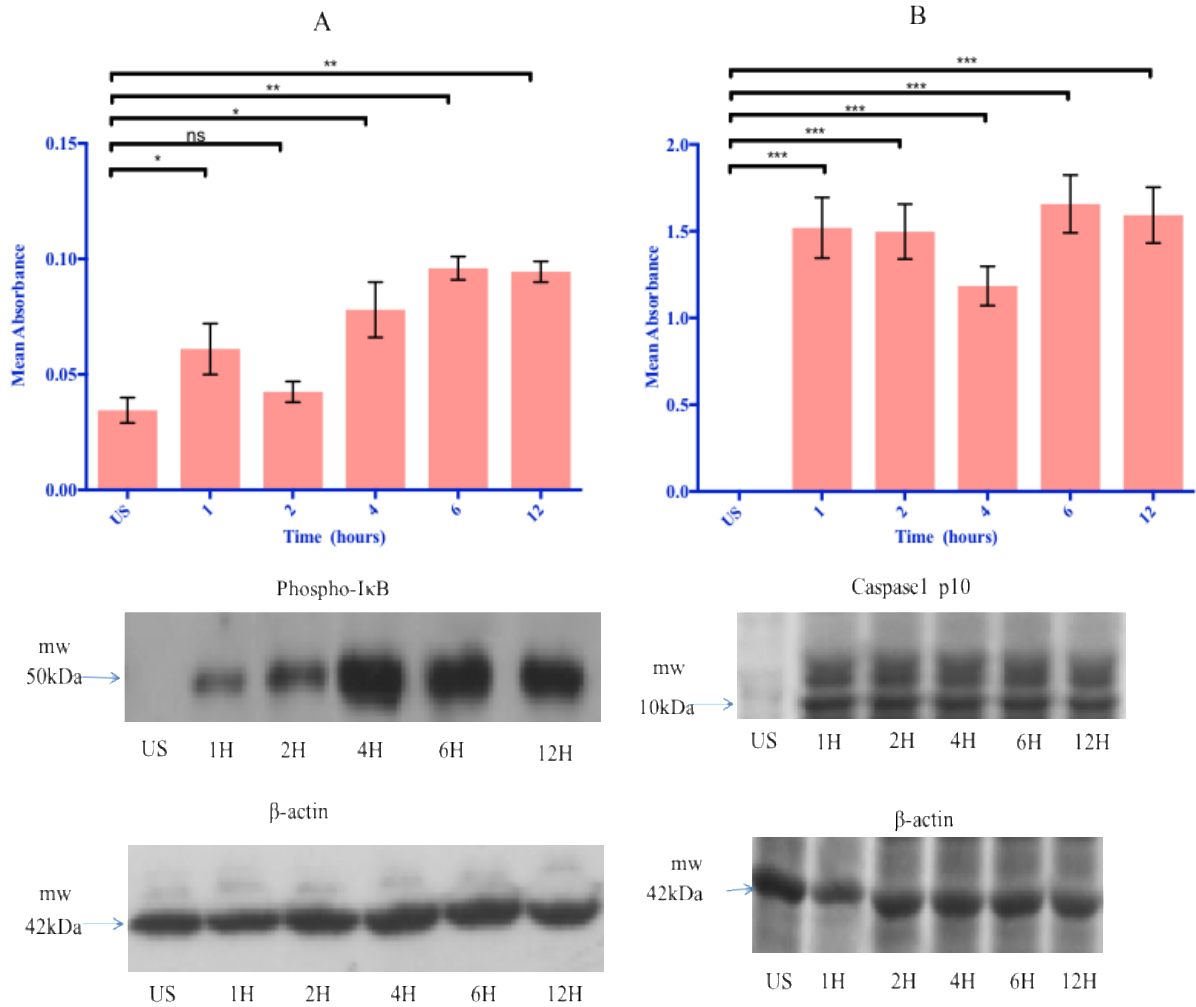 A
**
**
*
ns
*
0.15
0.10
0.05
0.00
Mean Absorbance
US 1 2 4 6 12
Time (hours)
Phospho-IκB
mw
50kDa
US 1H 2H 4H 6H 12H
β-actin
mw
42kDa
US 1H 2H 4H 6H 12H
B
***
***
***
***
***
2.0
1.5
1.0
0.5
0.0
Mean Absorbance
US 1 2 4 6 12
Time (hours)
Caspase1 p10
mw
10kDa
US 1H 2H 4H 6H 12H
β-actin
mw
42kDa
US 1H 2H 4H 6H 12H